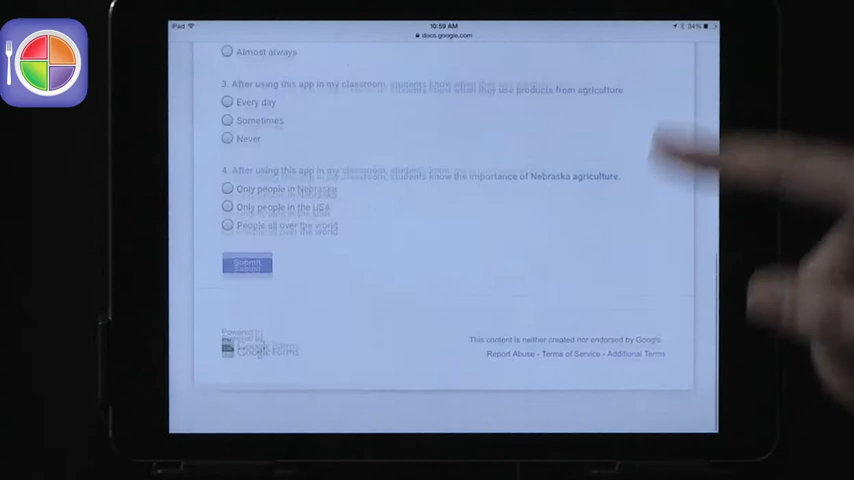 iPad
10:59 AM
34%
docs.google.com
Almost always
3. After using this app in my classroom, students know when they use products from agriculture
Every day
Sometimes
Never
4. After using this app in my classroom, students know the importance of Nebraska agriculture.
Only people in Nebraska
Only people in the USA
People all over the world
Submit
Powered by
Google Forms
This content is neither created nor endorsed by Google.
Report Abuse - Terms of Service - Additional Terms